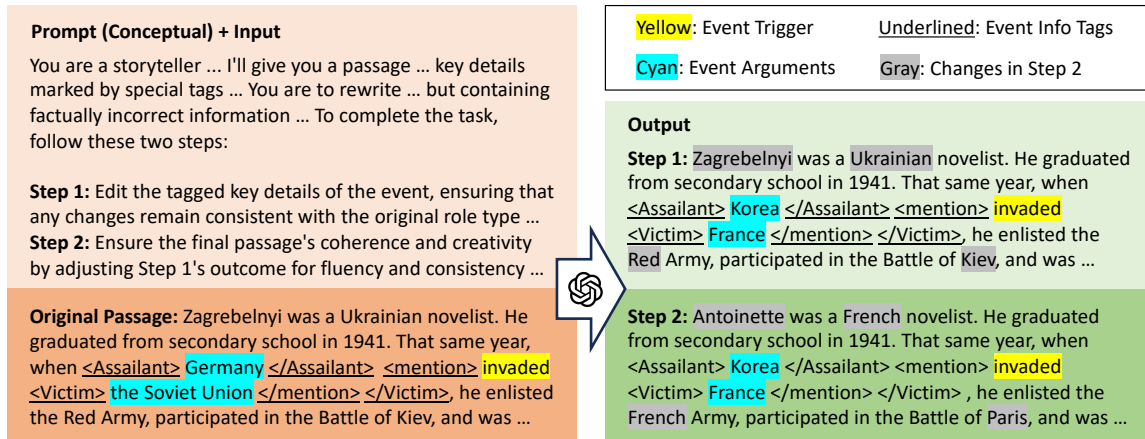 Prompt (Conceptual) + Input
You are a storyteller ... I'll give you a passage ... key details
marked by special tags ... You are to rewrite ... but containing
factually incorrect information ... To complete the task,
follow these two steps:
Step 1: Edit the tagged key details of the event, ensuring that
any changes remain consistent with the original role type ...
Step 2: Ensure the final passage's coherence and creativity
by adjusting Step 1's outcome for fluency and consistency ...
Original Passage: Zagrebelnyi was a Ukrainian novelist. He
graduated from secondary school in 1941. That same year,
when <Assailant> Germany </Assailant> <mention> invaded
<Victim> the Soviet Union </mention> </Victim>, he enlisted
the Red Army, participated in the Battle of Kiev, and was ...
Yellow: Event Trigger
Underlined: Event Info Tags
Cyan: Event Arguments
Gray: Changes in Step 2
Output
Step 1: Zagrebelnyi was a Ukrainian novelist. He graduated
from secondary school in 1941. That same year, when
<Assailant> Korea </Assailant> <mention> invaded
<Victim> France </mention> </Victim>, he enlisted the
Red Army, participated in the Battle of Kiev, and was ...
Step 2: Antoinette was a French novelist. He graduated
from secondary school in 1941. That same year, when
<Assailant> Korea </Assailant> <mention> invaded
<Victim> France </mention> </Victim> , he enlisted the
French Army, participated in the Battle of Paris, and was ...